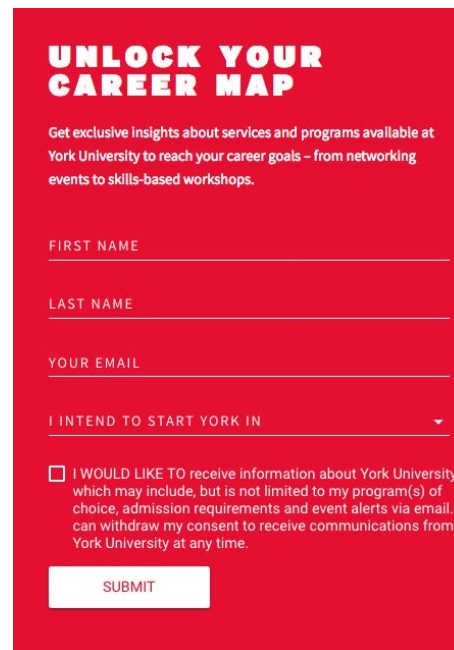 UNLOCK YOUR
CAREER MAP
Get exclusive insights about services and programs available at
York University to reach your career goals – from networking
events to skills-based workshops.
FIRST NAME
LAST NAME
YOUR EMAIL
I INTEND TO START YORK IN
I WOULD LIKE TO receive information about York University
which may include, but is not limited to my program(s) of
choice, admission requirements and event alerts via email.
can withdraw my consent to receive communications from
York University at any time.
SUBMIT